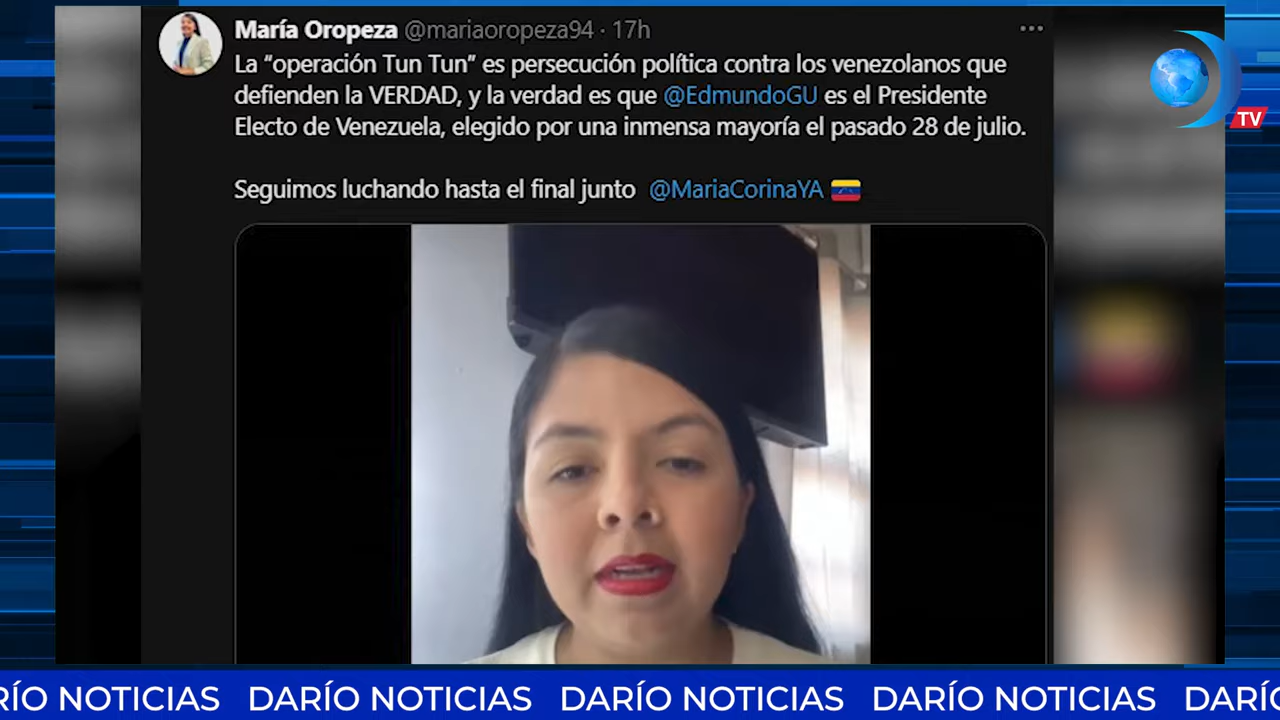 María Oropeza @mariaoropeza94 · 17h
La “operación Tun Tun” es persecución política contra los venezolanos que
defienden la VERDAD, y la verdad es que @EdmundoGU es el Presidente
Electo de Venezuela, elegido por una inmensa mayoría el pasado 28 de julio.
Seguimos luchando hasta el final junto @MariaCorinaYA 🇻🇪
TV
RÍO NOTICIAS DARÍO NOTICIAS DARÍO NOTICIAS DARÍO NOTICIAS DARÍO